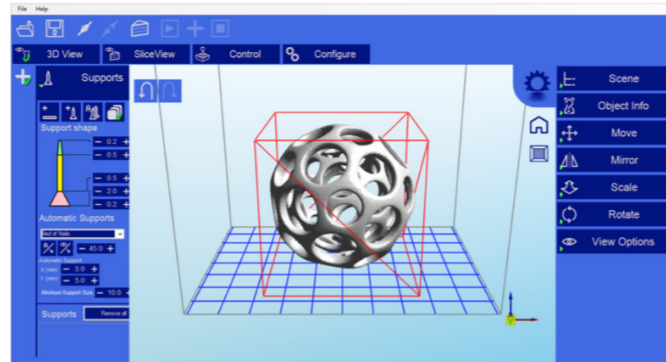 File Help
3D View SliceView Control Configure
Supports
Support shape
0.2
0.5
0.5
2.0
0.2
Automatic Supports
Bed of Nails
45.0
Automatic Support
X (mm) 5.0
Y (mm) 5.0
Minimum Support Size 10.0
Supports Remove all
Scene
Object Info
Move
Mirror
Scale
Rotate
View Options